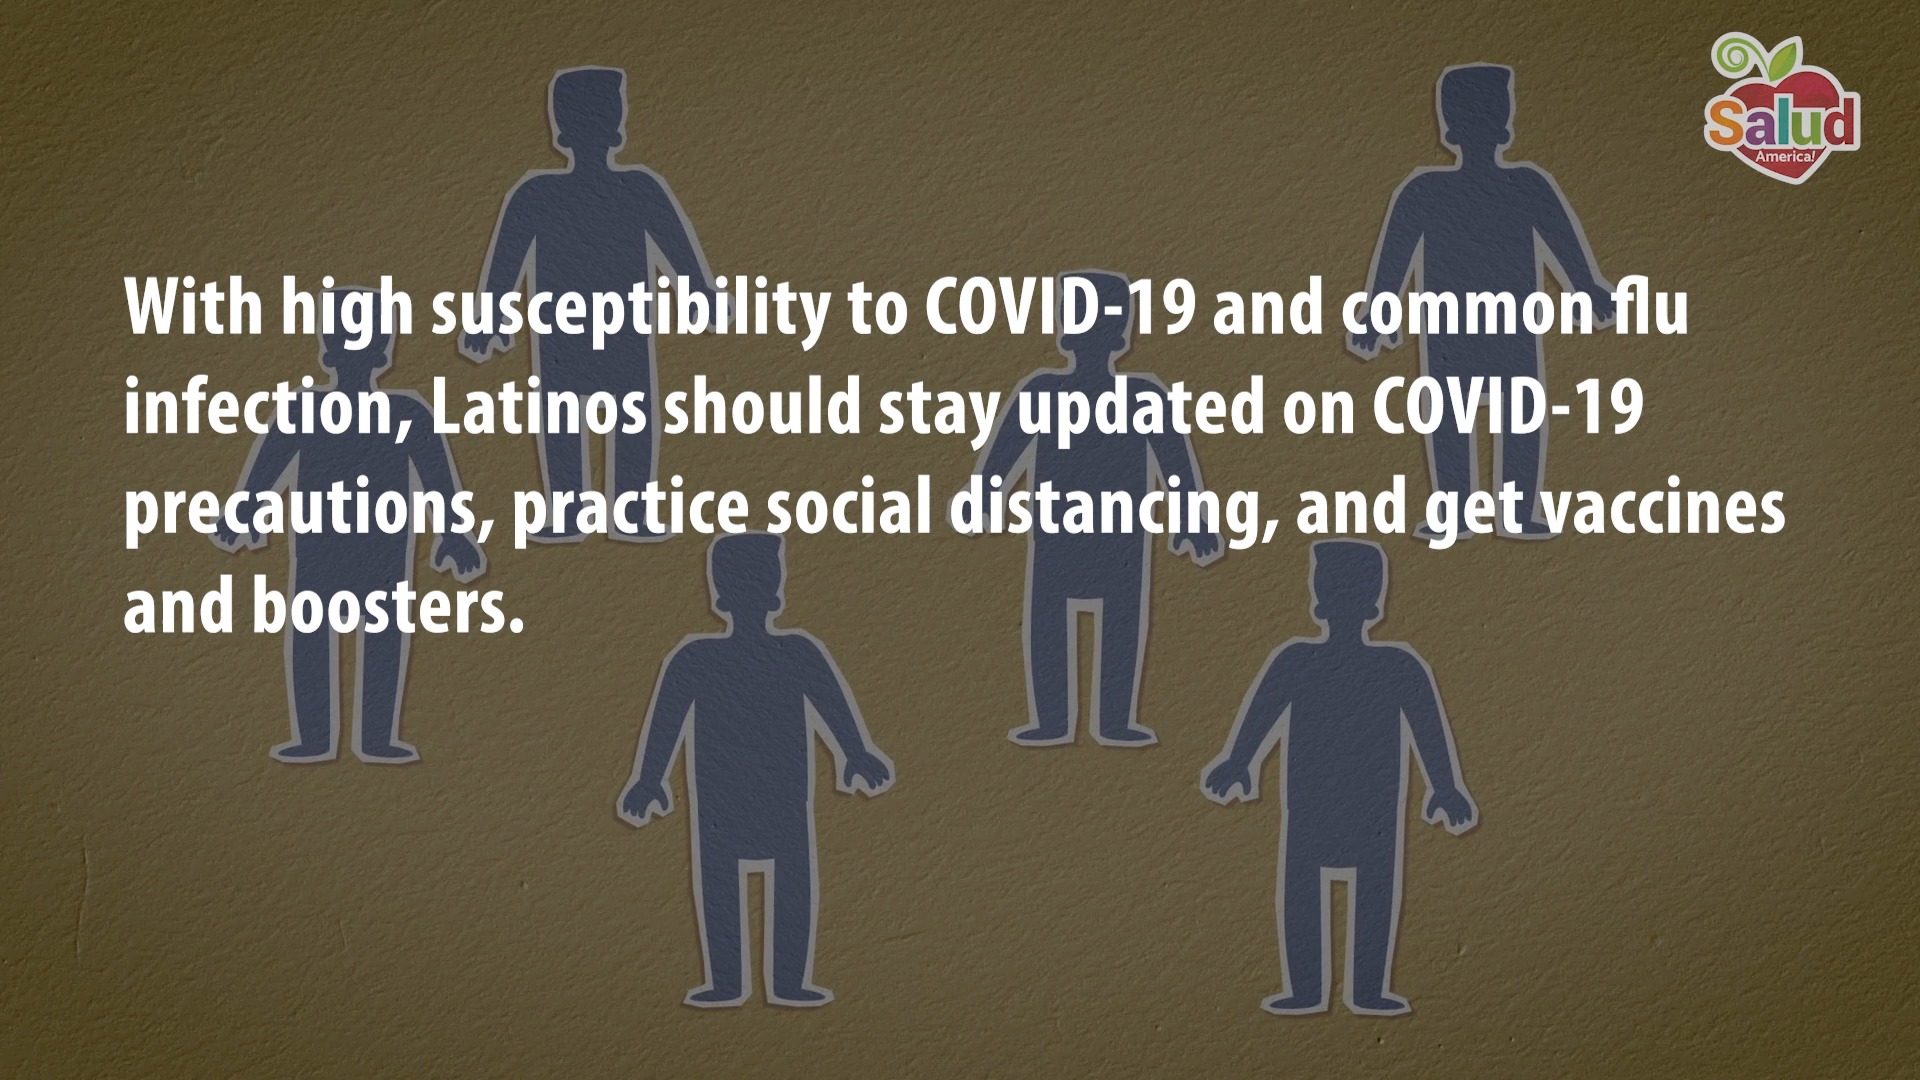 Salud
America!
With high susceptibility to COVID-19 and common flu
infection, Latinos should stay updated on COVID-19
precautions, practice social distancing, and get vaccines
and boosters.